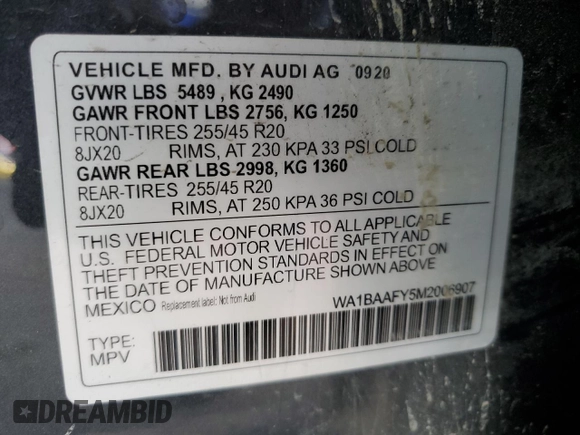 VEHICLE MFD. BY AUDI AG 0920
GVWR LBS 5489 , KG 2490
GAWR FRONT LBS 2756, KG 1250
FRONT-TIRES 255/45 R20
8JX20 RIMS, AT 230 KPA 33 PSI COLD
GAWR REAR LBS 2998, KG 1360
REAR-TIRES 255/45 R20
8JX20 RIMS, AT 250 KPA 36 PSI COLD
THIS VEHICLE CONFORMS TO ALL APPLICABLE
U.S. FEDERAL MOTOR VEHICLE SAFETY AND
THEFT PREVENTION STANDARDS IN EFFECT ON
THE DATE OF MANUFACTURE SHOWN ABOVE.
MEXICO Replacement label: Not from Audi WA1BAAFY5M2006907
TYPE:
MPV
DREAMBID